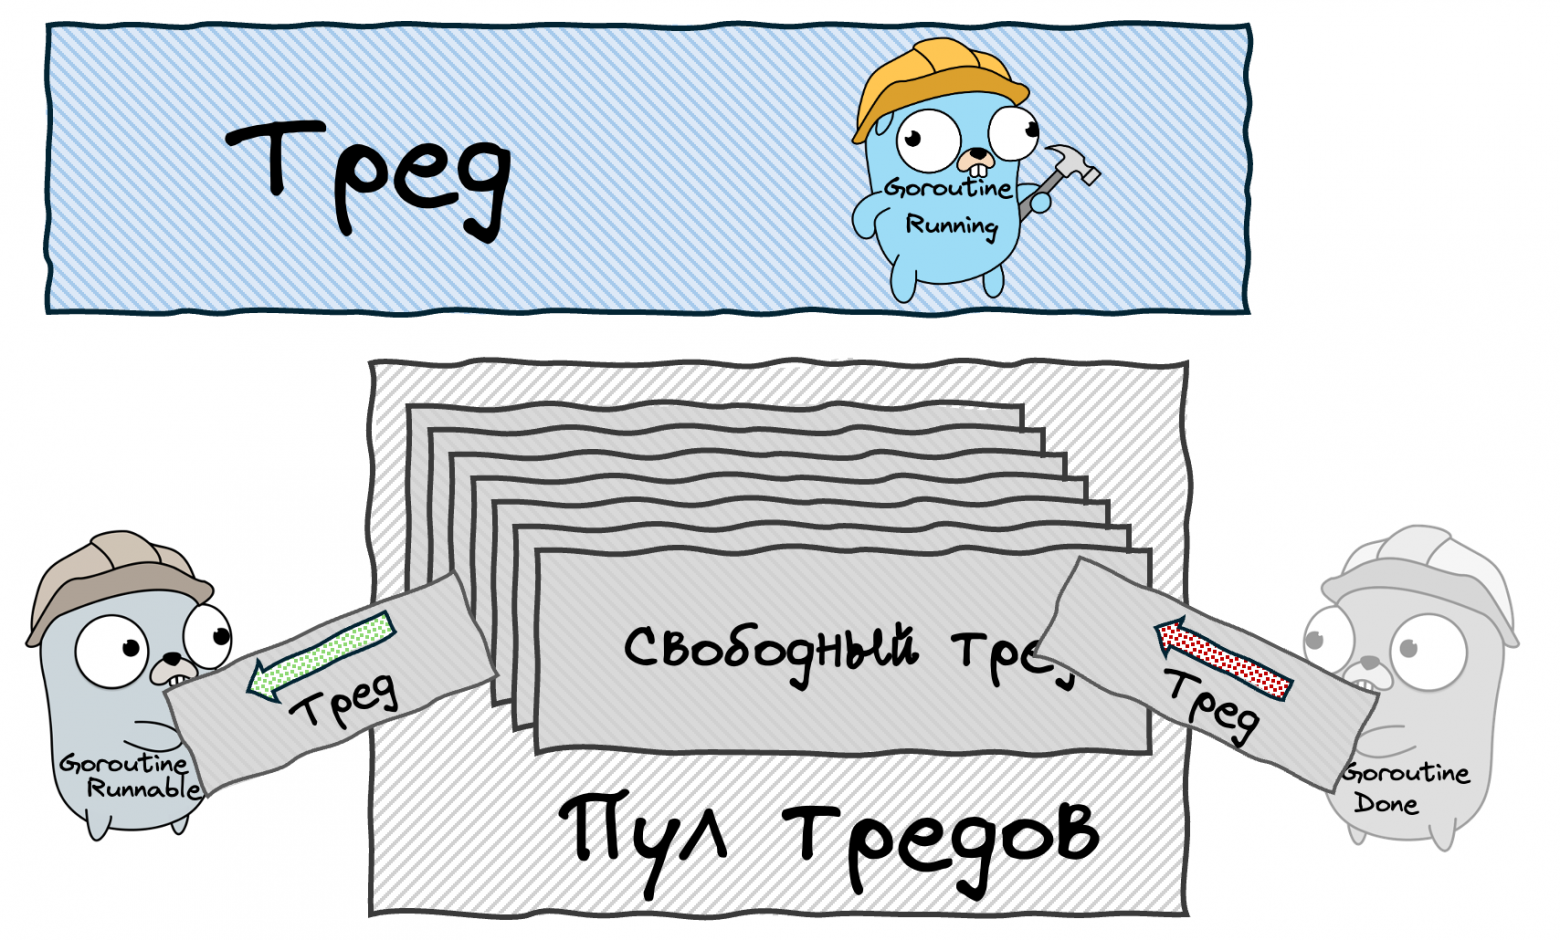 Тред
Goroutine
Running
Свободный Тре
Тред
Goroutine
Runnable
Тред
Goroutine
Done
Пул тредов